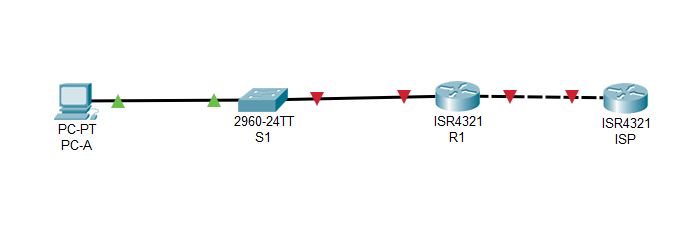 PC-PT
PC-A
2960-24TT
S1
ISR4321
R1
ISR4321
ISP